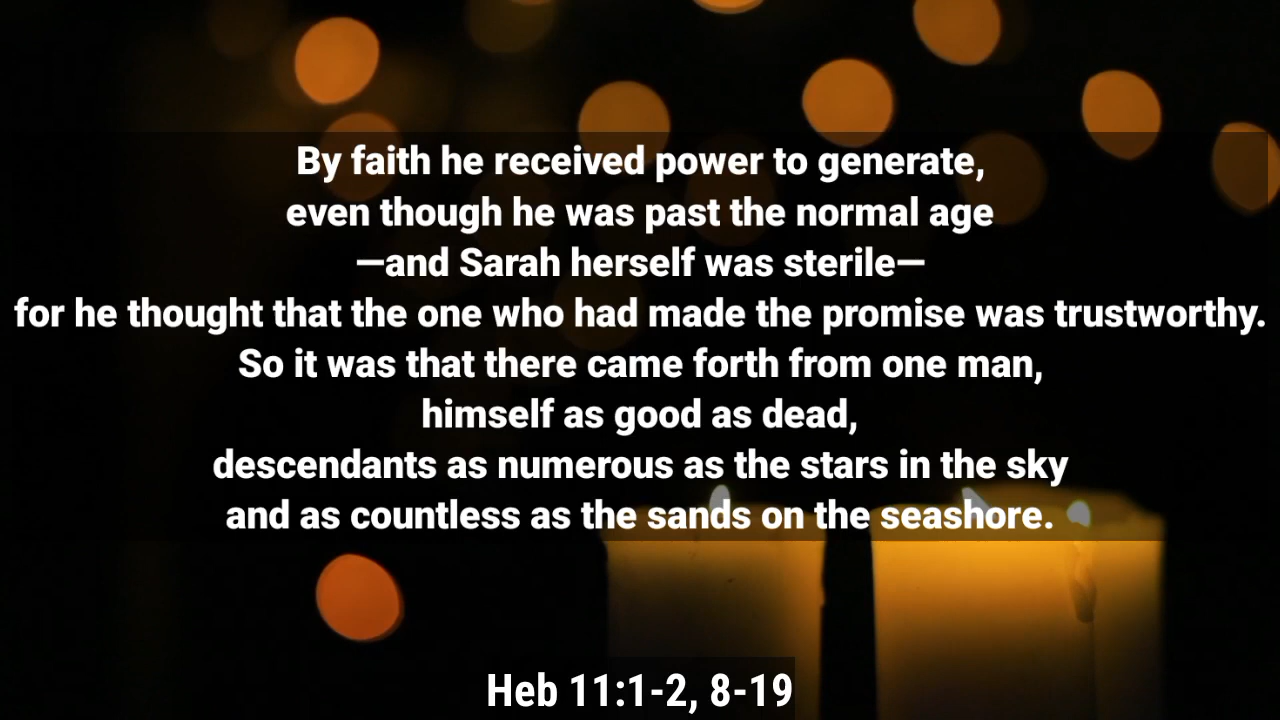 By faith he received power to generate,
even though he was past the normal age
—and Sarah herself was sterile—
for he thought that the one who had made the promise was trustworthy.
So it was that there came forth from one man,
himself as good as dead,
descendants as numerous as the stars in the sky
and as countless as the sands on the seashore.
Heb 11:1-2, 8-19